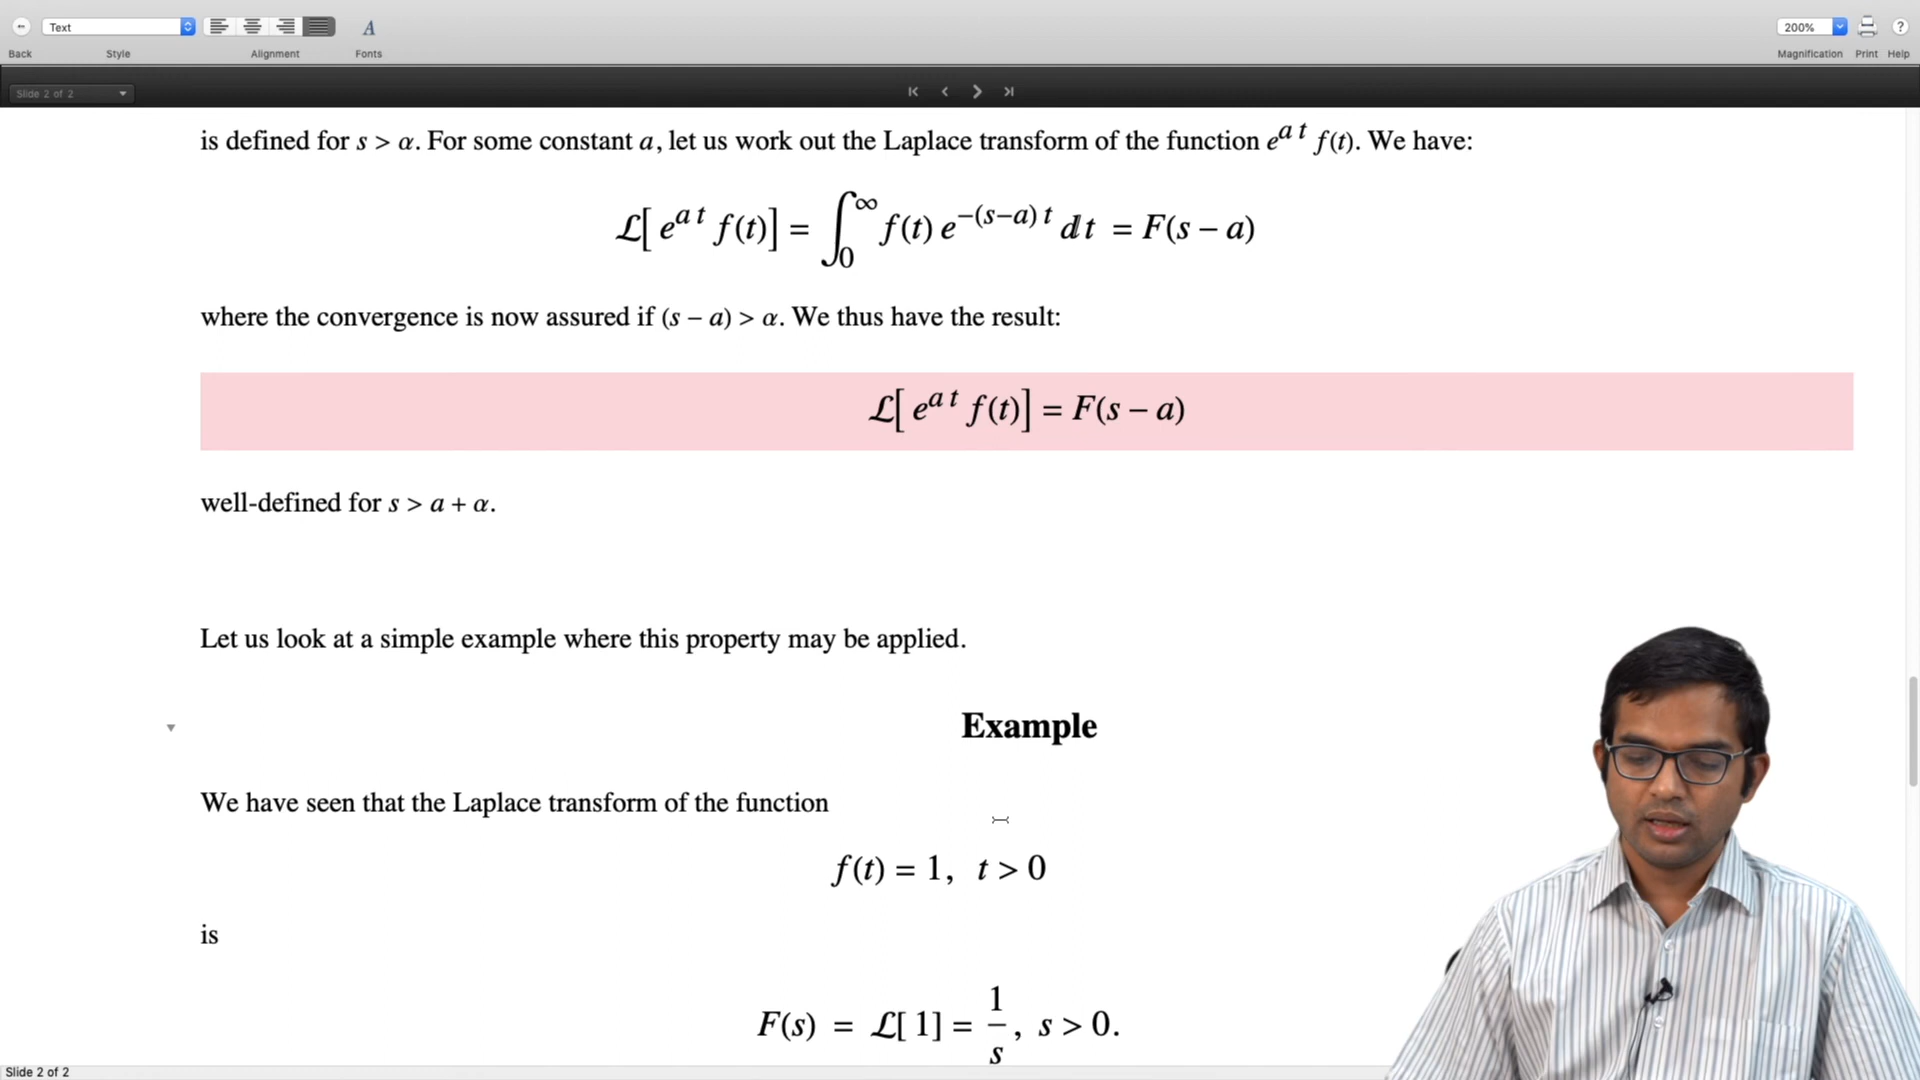 Text
200%
Back
Style
Alignment
Fonts
Magnification
Print
Help
Slide 2 of 2
is defined for s > α. For some constant a, let us work out the Laplace transform of the function e^{a t} f(t). We have:
ℒ[ e^{a t} f(t)] = ∫_0^∞ f(t) e^{−(s−a) t} ⅆt = F(s − a)
where the convergence is now assured if (s − a) > α. We thus have the result:
ℒ[ e^{a t} f(t)] = F(s − a)
well-defined for s > a + α.
Let us look at a simple example where this property may be applied.
Example
We have seen that the Laplace transform of the function
f(t) = 1, t > 0
is
F(s) = ℒ[ 1] = 1/s, s > 0.
Slide 2 of 2